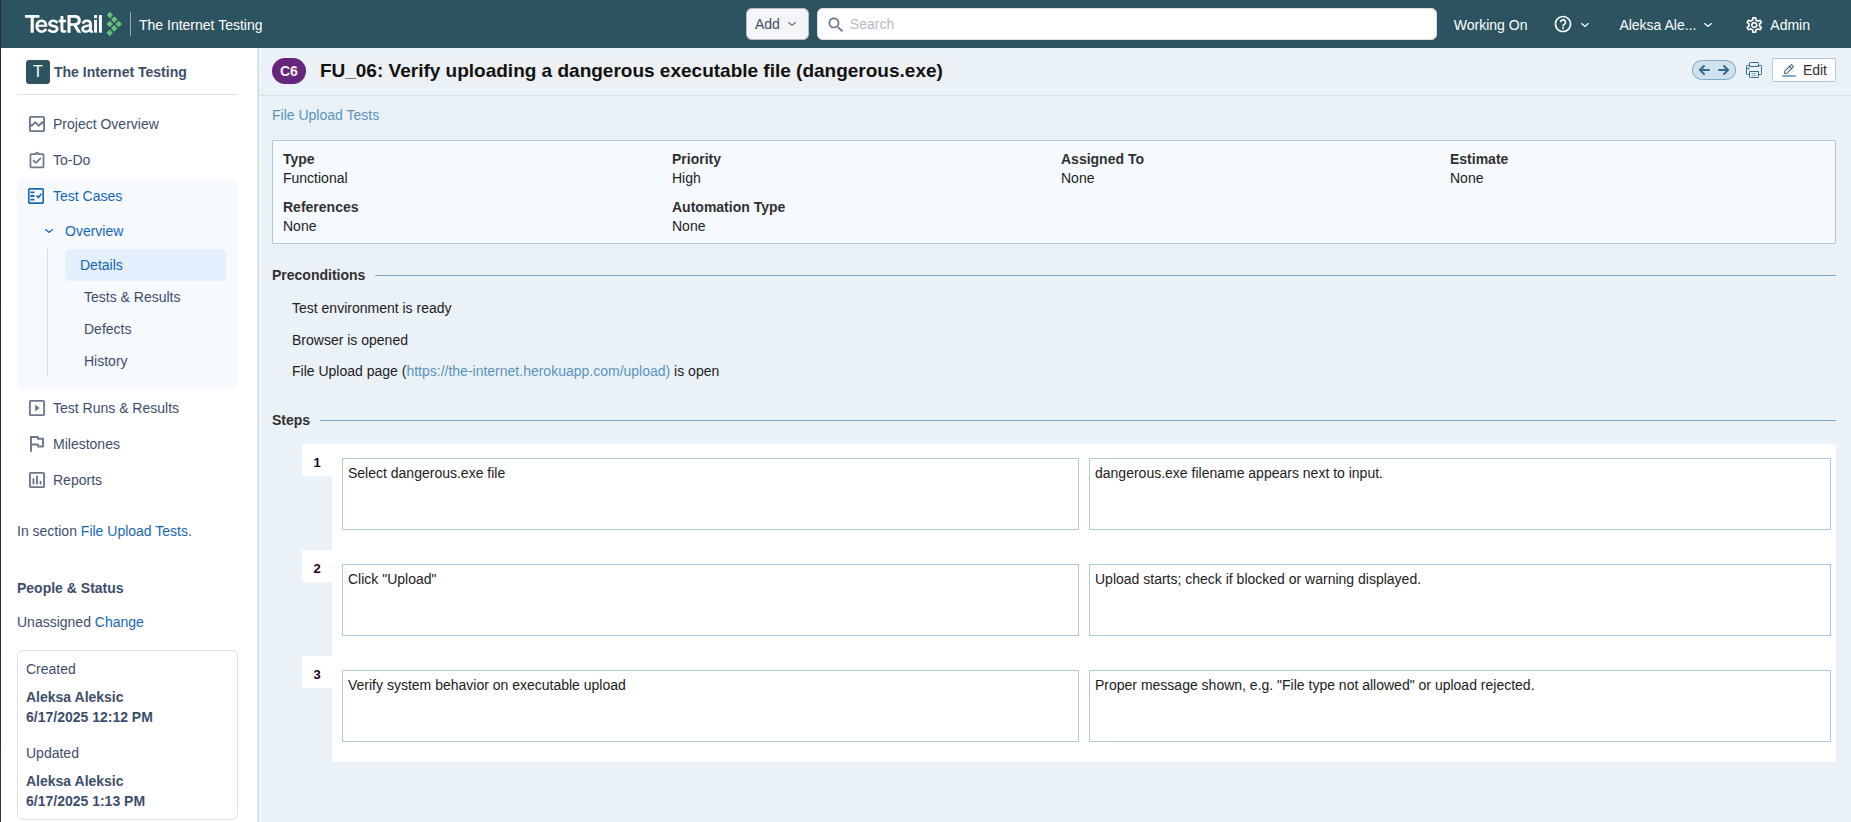 TestRail The Internet Testing Add Search Working On Aleksa Ale... Admin
T The Internet Testing
Project Overview
To-Do
Test Cases
Overview
Details
Tests & Results
Defects
History
Test Runs & Results
Milestones
Reports
In section File Upload Tests.
People & Status
Unassigned Change
Created
Aleksa Aleksic
6/17/2025 12:12 PM
Updated
Aleksa Aleksic
6/17/2025 1:13 PM
C6 FU_06: Verify uploading a dangerous executable file (dangerous.exe) Edit
File Upload Tests
Type Priority Assigned To Estimate
Functional High None None
References Automation Type
None None
Preconditions
Test environment is ready
Browser is opened
File Upload page (https://the-internet.herokuapp.com/upload) is open
Steps
1 Select dangerous.exe file dangerous.exe filename appears next to input.
2 Click "Upload" Upload starts; check if blocked or warning displayed.
3 Verify system behavior on executable upload Proper message shown, e.g. "File type not allowed" or upload rejected.